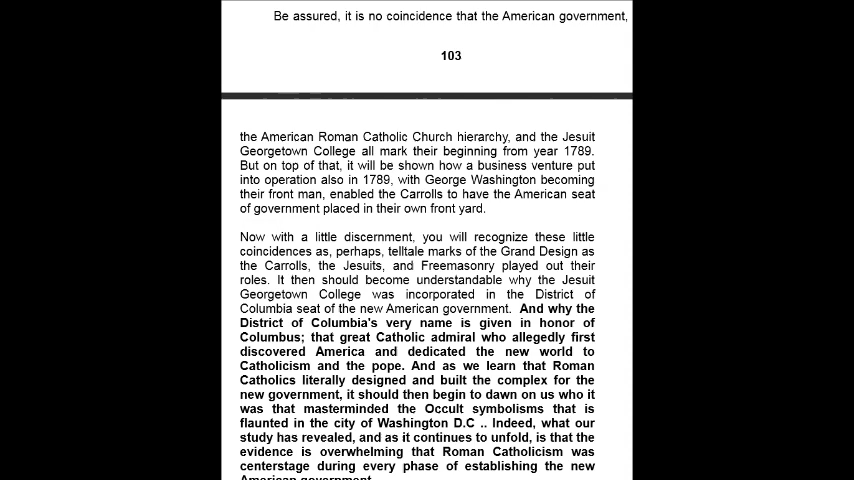 Be assured, it is no coincidence that the American government,
103
the American Roman Catholic Church hierarchy, and the Jesuit
Georgetown College all mark their beginning from year 1789.
But on top of that, it will be shown how a business venture put
into operation also in 1789, with George Washington becoming
their front man, enabled the Carrolls to have the American seat
of government placed in their own front yard.
Now with a little discernment, you will recognize these little
coincidences as, perhaps, telltale marks of the Grand Design as
the Carrolls, the Jesuits, and Freemasonry played out their
roles. It then should become understandable why the Jesuit
Georgetown College was incorporated in the District of
Columbia seat of the new American government. And why the
District of Columbia's very name is given in honor of
Columbus; that great Catholic admiral who allegedly first
discovered America and dedicated the new world to
Catholicism and the pope. And as we learn that Roman
Catholics literally designed and built the complex for the
new government, it should then begin to dawn on us who it
was that masterminded the Occult symbolisms that is
flaunted in the city of Washington D.C .. Indeed, what our
study has revealed, and as it continues to unfold, is that the
evidence is overwhelming that Roman Catholicism was
centerstage during every phase of establishing the new
American government